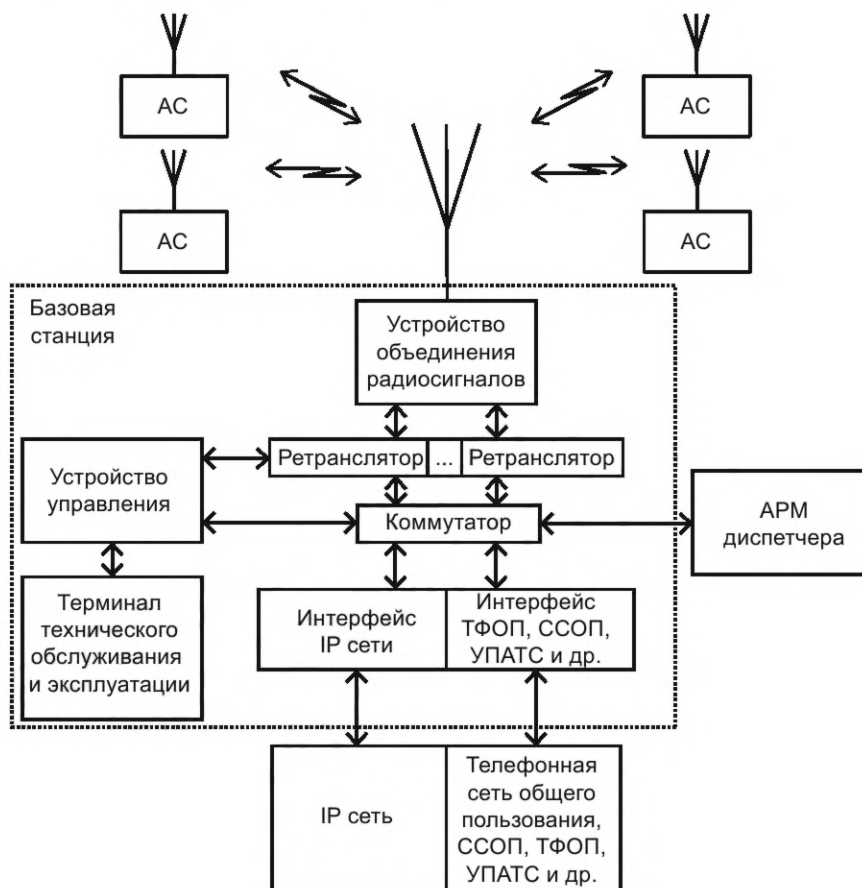 АС
АС
АС
АС
Базовая
станция
Устройство
объединения
радиосигналов
Ретранслятор ... Ретранслятор
Устройство
управления
Коммутатор
АРМ
диспетчера
Терминал
технического
обслуживания
и эксплуатации
Интерфейс
IP сети
Интерфейс
ТФОП, ССОП,
УПАТС и др.
IP сеть
Телефонная
сеть общего
пользования,
ССОП, ТФОП,
УПАТС и др.